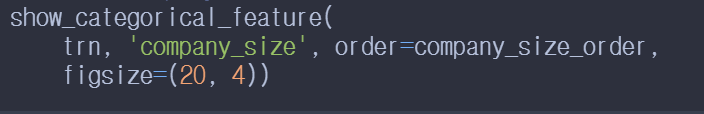 show_categorical_feature(
    trn, 'company_size', order=company_size_order,
    figsize=(20, 4))